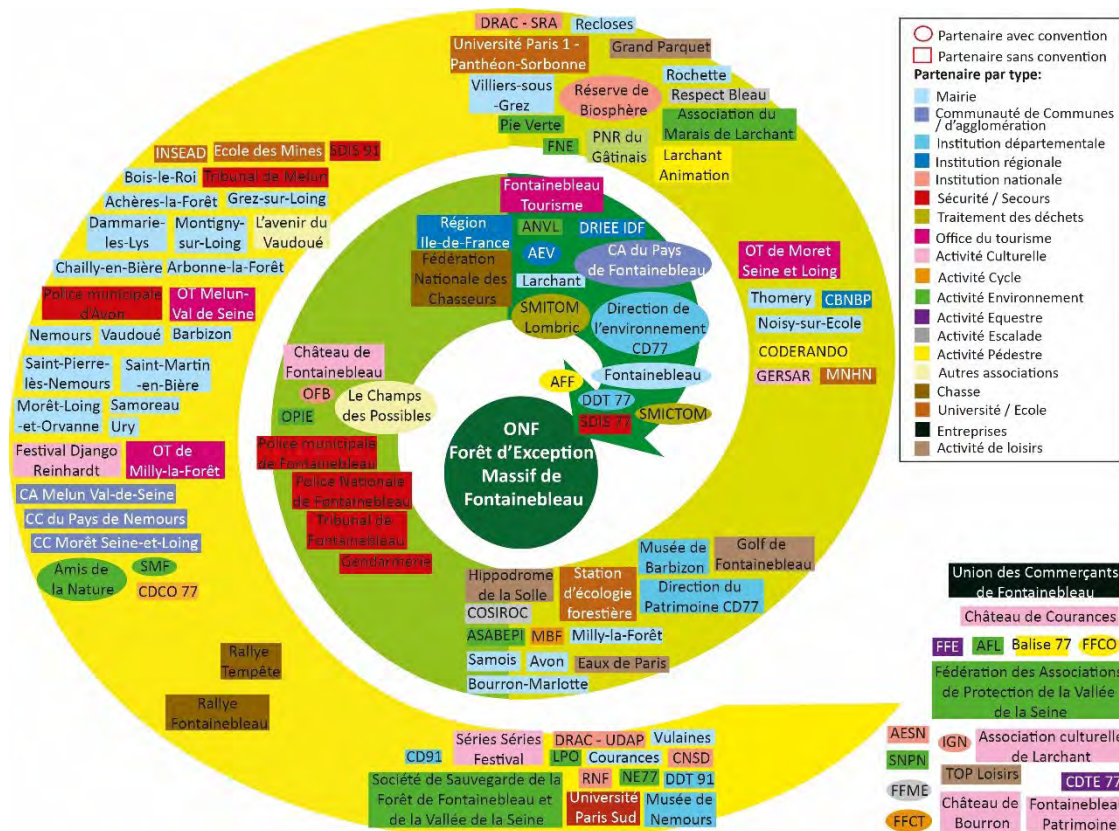 DRAC - SRA
Recloses
Université Paris 1 -
Panthéon-Sorbonne
Grand Parquet
Villiers-sous
-Grez
Réserve de
Biosphère
Rochette
Respect Bleau
Pie Verte
Association du
Marais de Larchant
FNE
PNR du
Gâtinais
Larchant
Animation
INSEAD
Ecole des Mines
SDIS 91
Bois-le-Roi
Tribunal de Melun
Achères-la-Forêt
Grez-sur-Loing
Dammarie-
les-Lys
Montigny-
sur-Loing
L'avenir du
Vaudoué
Chailly-en-Bière
Arbonne-la-Forêt
Police municipale
d'Avon
OT Melun-
Val de Seine
Nemours
Vaudoué
Barbizon
Saint-Pierre-
lès-Nemours
Saint-Martin
-en-Bière
Morêt-Loing
-et-Orvanne
Samoreau
Ury
Festival Django
Reinhardt
OT de
Milly-la-Forêt
CA Melun Val-de-Seine
CC du Pays de Nemours
CC Morêt Seine-et-Loing
Amis de
la Nature
SMF
CDCO 77
Rallye
Tempête
Rallye
Fontainebleau
Fontainebleau
Tourisme
Région
Ile-de-France
ANVL
DRIEE IDF
AEV
CA du Pays
de Fontainebleau
Fédération
Nationale des
Chasseurs
Larchant
SMITOM
Lombric
Direction de
l'environnement
CD77
Château de
Fontainebleau
OFB
Le Champs
des Possibles
OPIE
Police municipale
de Fontainebleau
Police Nationale
de Fontainebleau
Tribunal de
Fontainebleau
Gendarmerie
AFF
Fontainebleau
DDT 77
SDIS 77
SMICTOM
ONF
Forêt d'Exception
Massif de
Fontainebleau
OT de Moret
Seine et Loing
Thomery
CBNBP
Noisy-sur-Ecole
CODERANDO
GERSAR
MNHN
Hippodrome
de la Solle
Station
d'écologie
forestière
Musée de
Barbizon
Golf de
Fontainebleau
Direction du
Patrimoine CD77
COSIROC
ASABEPI
MBF
Milly-la-Forêt
Samois
Avon
Eaux de Paris
Bourron-Marlotte
CD91
Séries Séries
Festival
DRAC - UDAP
Vulaines
LPO
Courances
CNSD
Société de Sauvegarde de la
Forêt de Fontainebleau et
de la Vallée de la Seine
RNF
NE77
DDT 91
Université
Paris Sud
Musée de
Nemours
Partenaire avec convention
Partenaire sans convention
Partenaire par type:
Mairie
Communauté de Communes
/ d'agglomération
Institution départementale
Institution régionale
Institution nationale
Sécurité / Secours
Traitement des déchets
Office du tourisme
Activité Culturelle
Activité Cycle
Activité Environnement
Activité Equestre
Activité Escalade
Activité Pédestre
Autres associations
Chasse
Université / Ecole
Entreprises
Activité de loisirs
Union des Commerçants
de Fontainebleau
Château de Courances
FFE
AFL
Balise 77
FFCO
Fédération des Associations
de Protection de la Vallée
de la Seine
AESN
IGN
Association culturelle
de Larchant
SNPN
TOP Loisirs
CDTE 77
FFME
Château de
Bourron
Fontainebleau
Patrimoine
FFCT